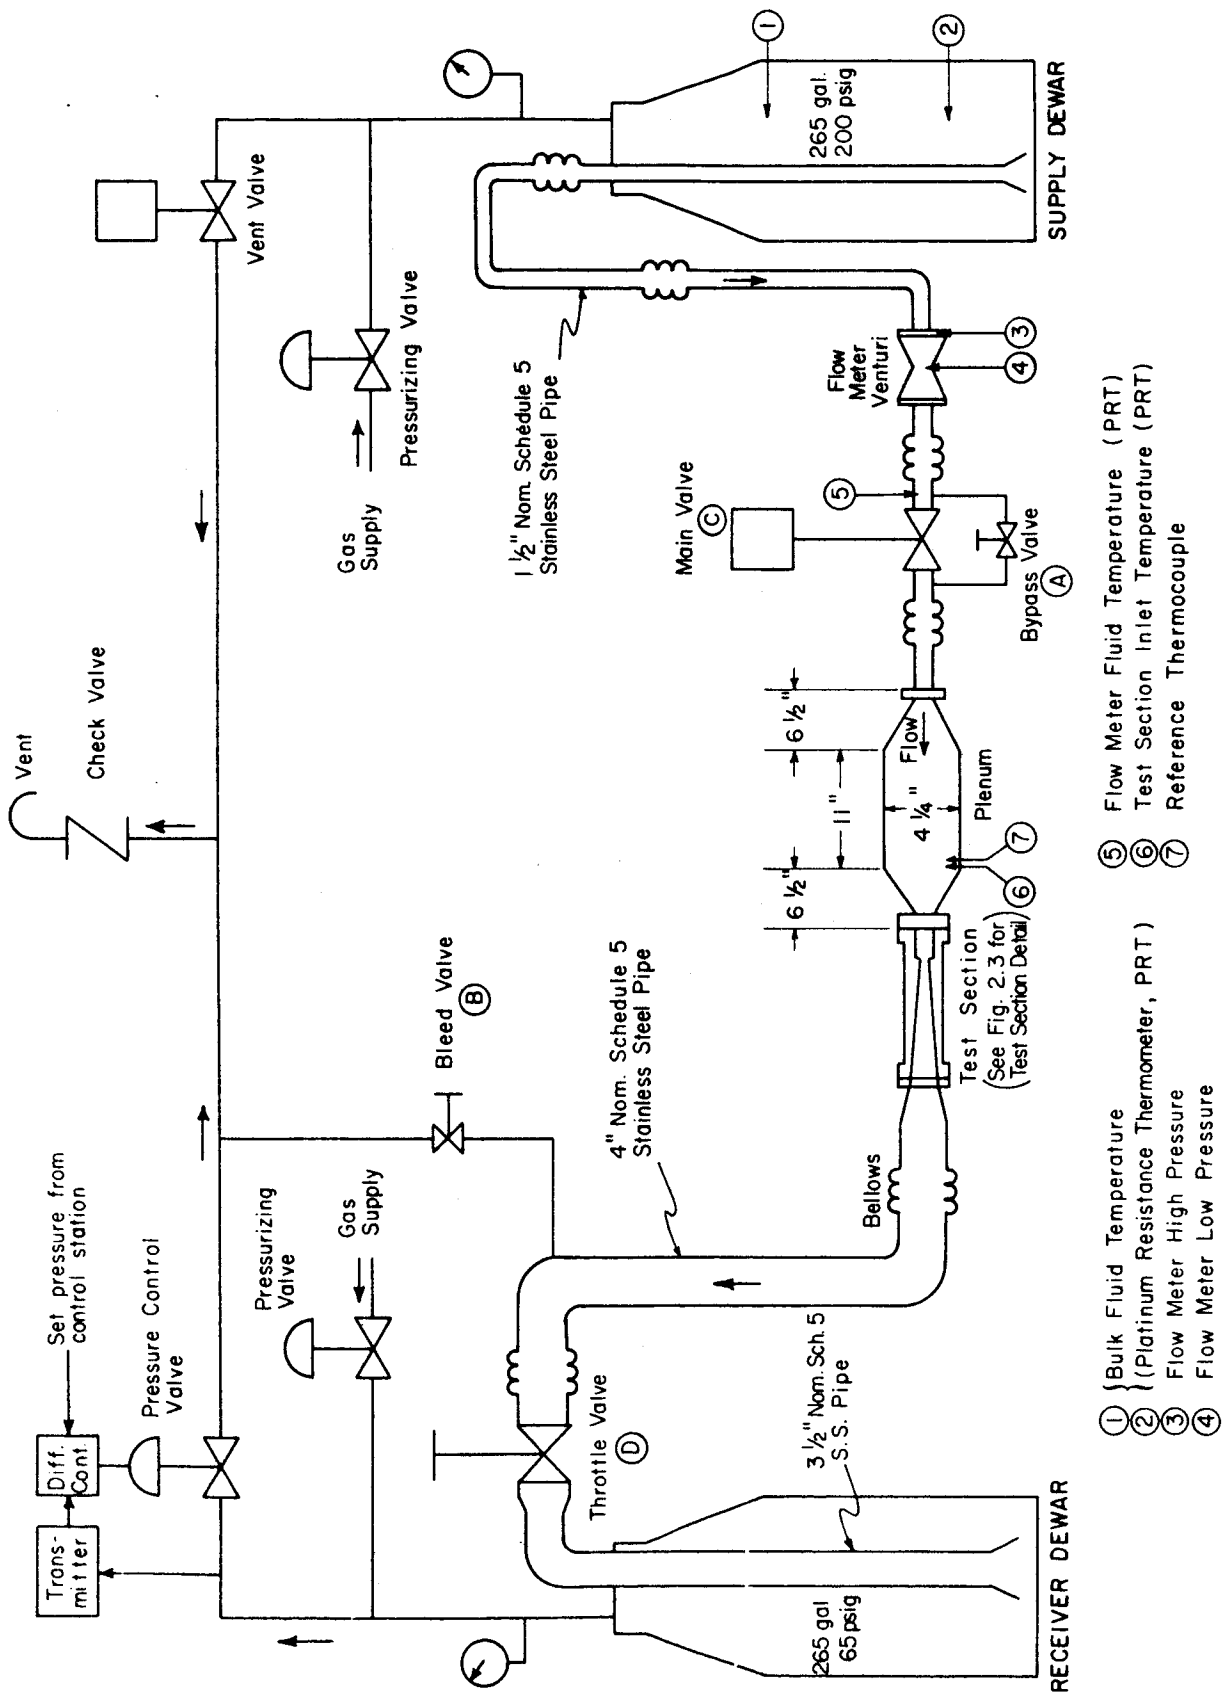 Set pressure from
control station
Trans-
mitter
Diff.
Cont.
Pressure Control
Valve
Vent
Check Valve
Vent Valve
Pressurizing
Valve
Gas
Supply
Bleed Valve
B
Gas
Supply
Pressurizing Valve
4" Nom. Schedule 5
Stainless Steel Pipe
1 ½" Nom. Schedule 5
Stainless Steel Pipe
Throttle Valve
D
3 ½" Nom. Sch. 5
S. S. Pipe
Bellows
Main Valve
C
Flow
Meter
Venturi
265 gal
65 psig
265 gal.
200 psig
1
2
6 ½"
11"
6 ½"
Flow
4 ¼"
Plenum
5
3
4
6
7
Test Section
(See Fig. 2.3 for
Test Section Detail)
Bypass Valve
A
RECEIVER DEWAR
SUPPLY DEWAR
1 {Bulk Fluid Temperature
2 (Platinum Resistance Thermometer, PRT)
3 Flow Meter High Pressure
4 Flow Meter Low Pressure
5 Flow Meter Fluid Temperature (PRT)
6 Test Section Inlet Temperature (PRT)
7 Reference Thermocouple